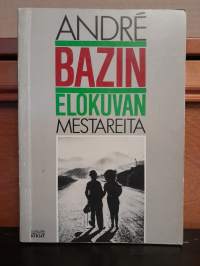 ANDRÉ
BAZIN
ELOKUVAN
MESTAREITA